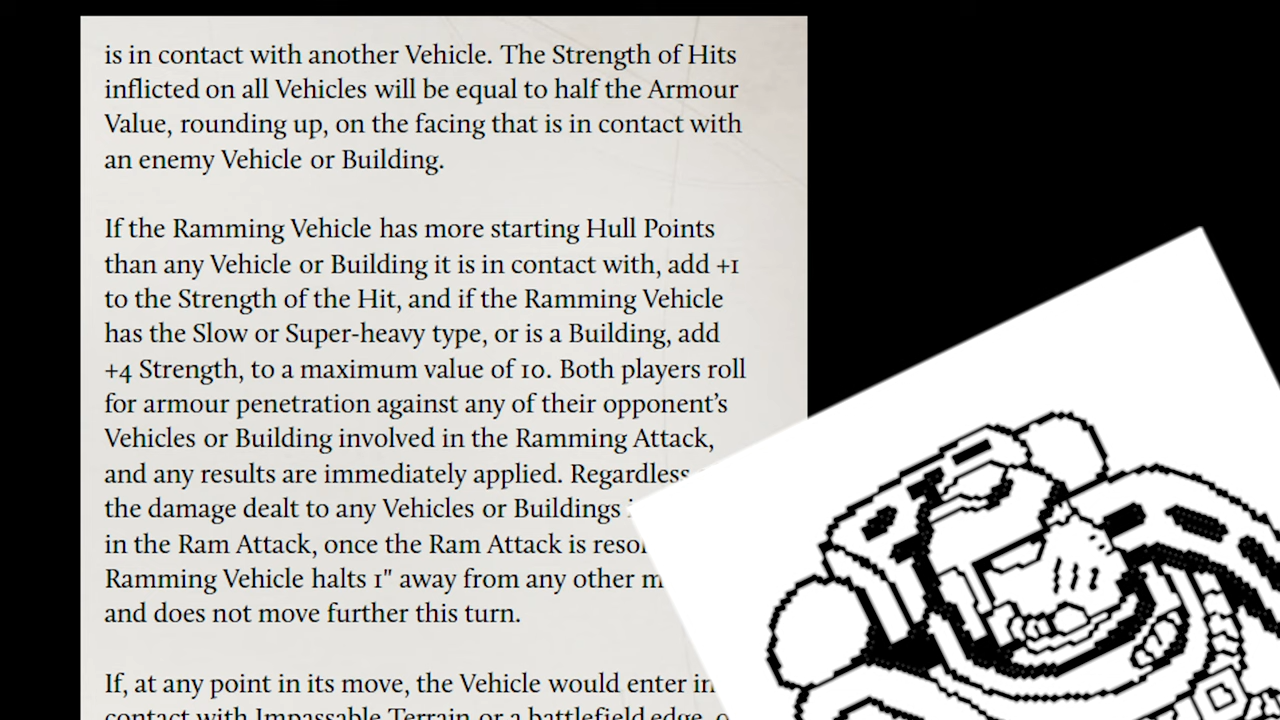 is in contact with another Vehicle. The Strength of Hits
inflicted on all Vehicles will be equal to half the Armour
Value, rounding up, on the facing that is in contact with
an enemy Vehicle or Building.
If the Ramming Vehicle has more starting Hull Points
than any Vehicle or Building it is in contact with, add +1
to the Strength of the Hit, and if the Ramming Vehicle
has the Slow or Super-heavy type, or is a Building, add
+4 Strength, to a maximum value of 10. Both players roll
for armour penetration against any of their opponent’s
Vehicles or Building involved in the Ramming Attack,
and any results are immediately applied. Regardless
the damage dealt to any Vehicles or Buildings
in the Ram Attack, once the Ram Attack is
Ramming Vehicle halts 1" away from any other
and does not move further this turn.
If, at any point in its move, the Vehicle would enter
contact with Impassable Terrain or a battlefield edge,